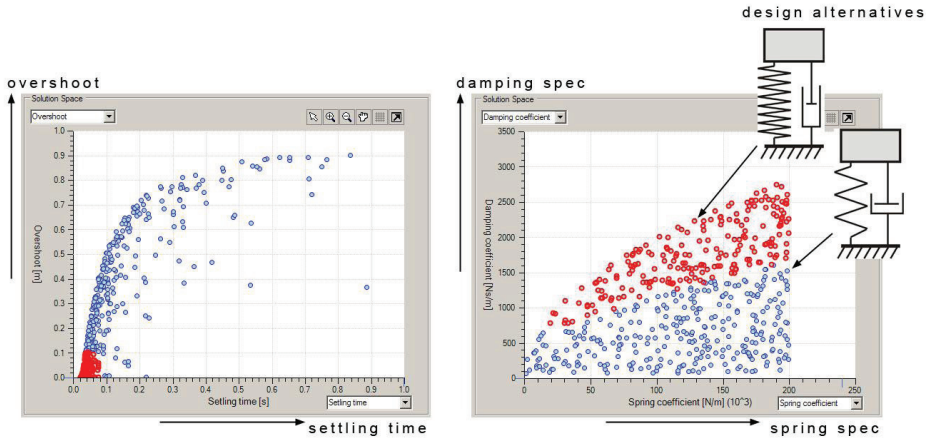 design alternatives
overshoot
Solution Space
Overshoot
1.0
0.9
0.8
0.7
0.6
0.5
0.4
0.3
0.2
0.1
0.0
Overshoot [m]
0.0 0.1 0.2 0.3 0.4 0.5 0.6 0.7 0.8 0.9 1.0
Setling time [s]
Setling time
settling time
damping spec
Solution Space
Damping coefficient
3500
3000
2500
2000
1500
1000
500
0
Damping coefficient [Ns/m]
0 50 100 150 200 250
Spring coefficient [N/m] (10^3)
Spring coefficient
spring spec